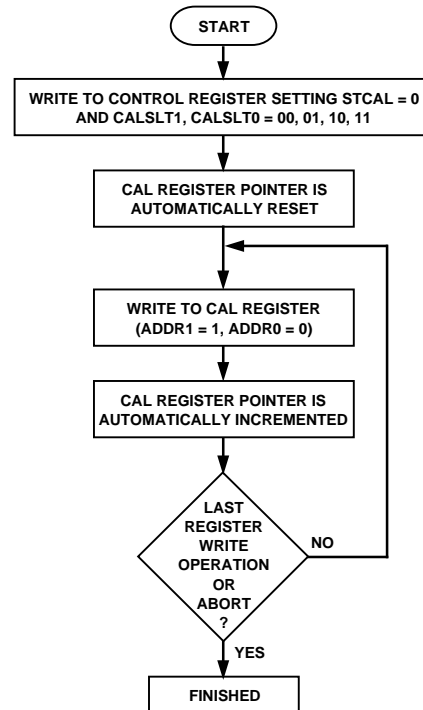 START
WRITE TO CONTROL REGISTER SETTING STCAL = 0
AND CALSLT1, CALSLT0 = 00, 01, 10, 11
CAL REGISTER POINTER IS
AUTOMATICALLY RESET
WRITE TO CAL REGISTER
(ADDR1 = 1, ADDR0 = 0)
CAL REGISTER POINTER IS
AUTOMATICALLY INCREMENTED
LAST
REGISTER
WRITE
OPERATION
OR
ABORT
?
NO
YES
FINISHED